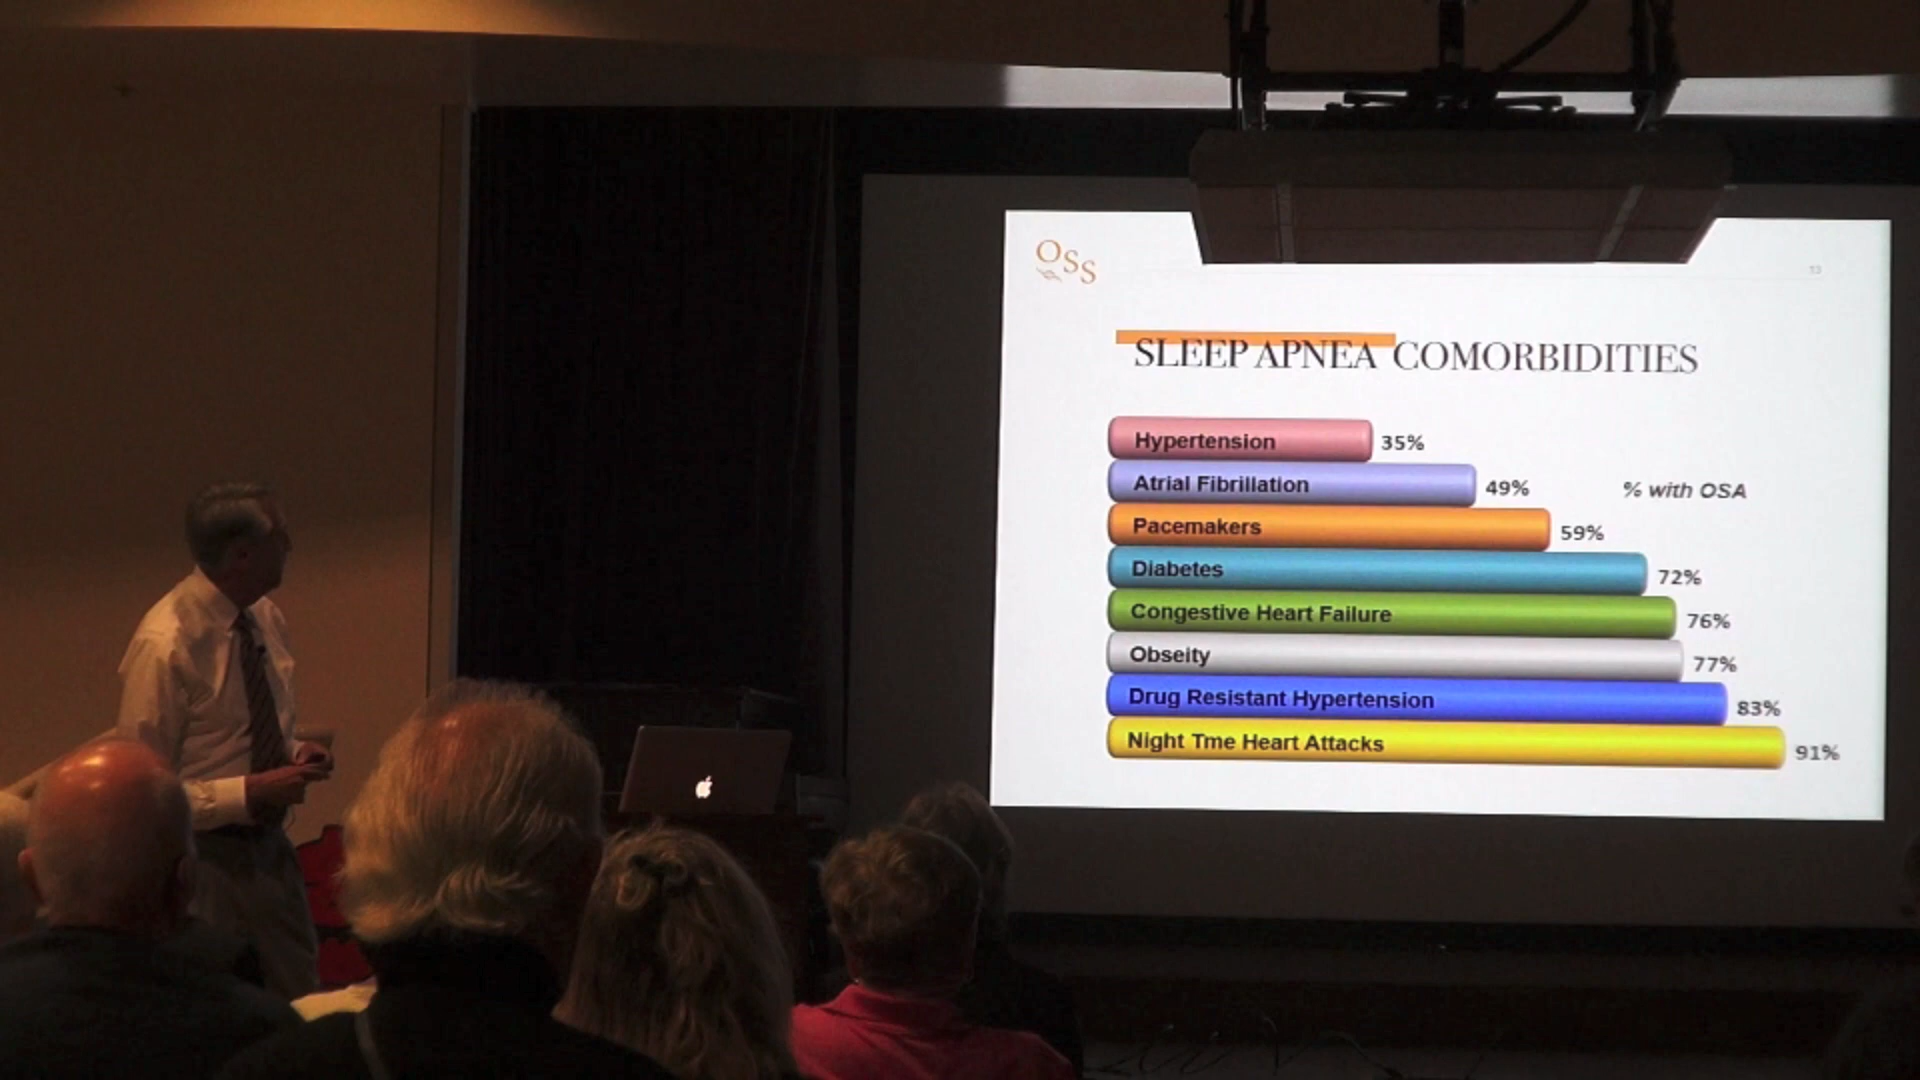 OSS
13
SLEEP APNEA COMORBIDITIES
Hypertension 35%
Atrial Fibrillation 49%
% with OSA
Pacemakers 59%
Diabetes 72%
Congestive Heart Failure 76%
Obseity 77%
Drug Resistant Hypertension 83%
Night Tme Heart Attacks 91%